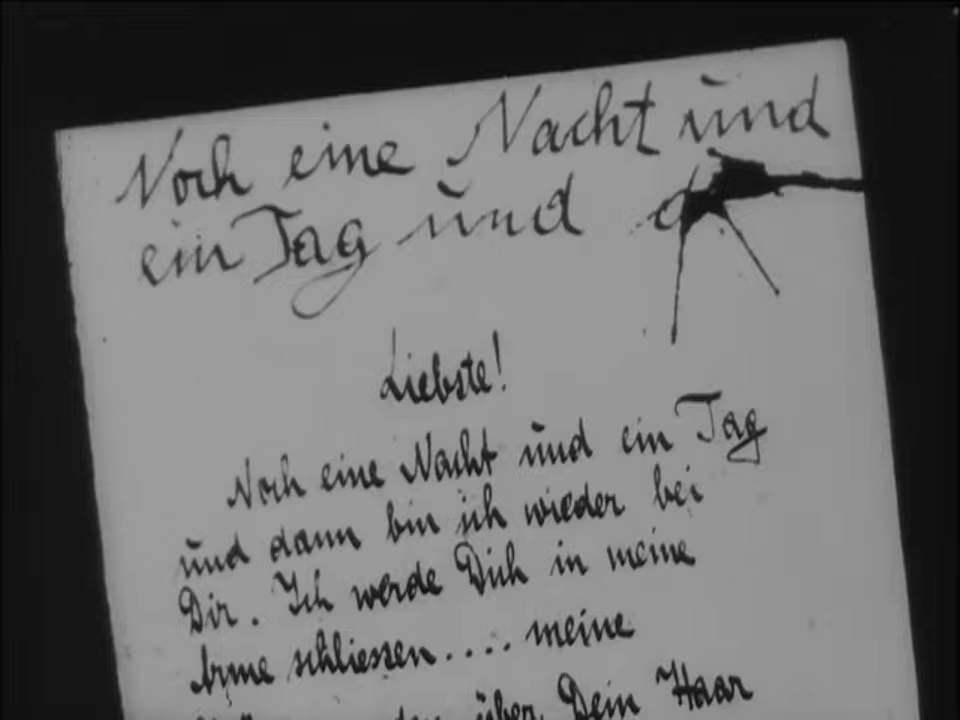 Noch eine Nacht und
ein Tag und d
Liebste!
Noch eine Nacht und ein Tag
und dann bin ich wieder bei
Dir. Ich werde Dich in meine
Arme schliessen.... meine
über Dein Haar